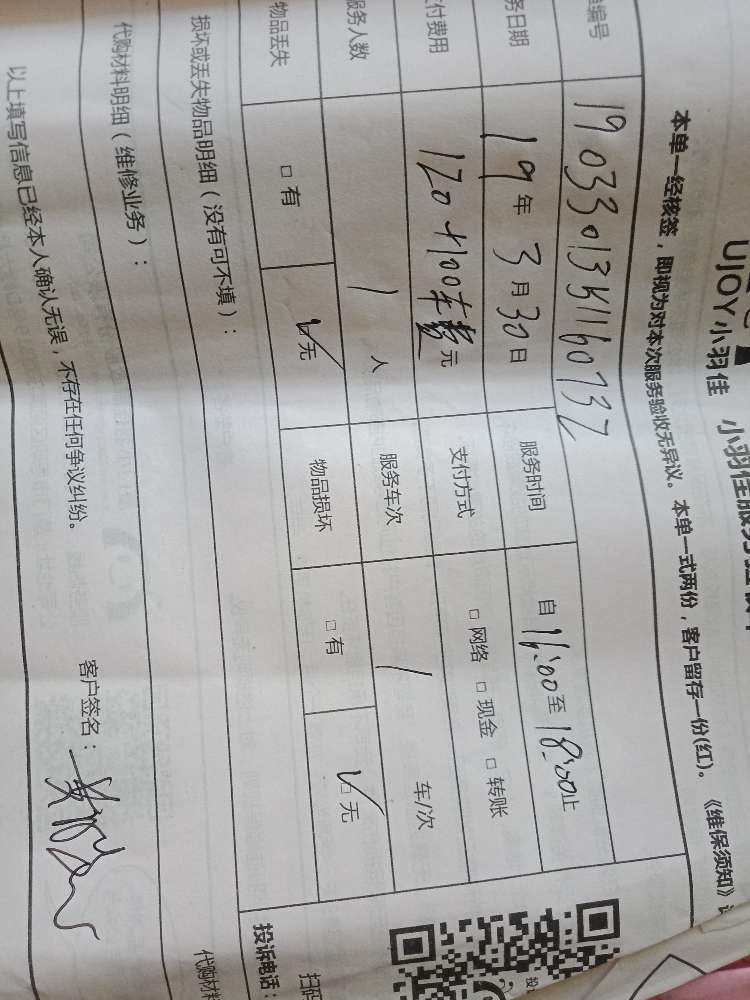 UJOY小羽佳 小羽佳服务
本单一经核签，即视为对本次服务验收无异议。本单一式两份，客户留存一份(红)。《维保须知》
编号
务日期 19年3月30日 服务时间 自 16:00至18:00止
付费用 120+100车费元 支付方式 □网络 □现金 □转账
服务人数 1 人 服务车次 1 车/次
物品丢失 □有 ☑无 物品损坏 □有 ☑无
损坏或丢失物品明细（没有可不填）：
代购材料明细（维修业务）：
以上填写信息已经本人确认无误，不存在任何争议纠纷。 客户签名：
投诉电话：
扫码
代购材料